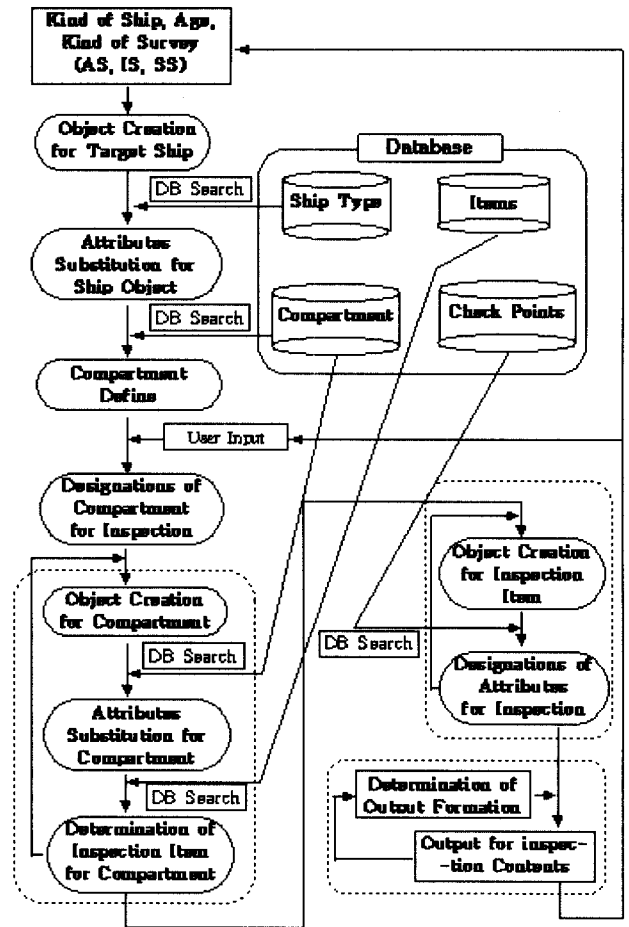 Kind of Ship, Age,
Kind of Survey
(AS, IS, SS)
Object Creation
for Target Ship
Database
DB Search
Ship Type
Items
Attributes
Substitution for
Ship Object
DB Search
Compartment
Check Points
Compartment
Define
User Input
Designations of
Compartment
for Inspection
Object Creation
for Compartment
DB Search
Attributes
Substitution for
Compartment
DB Search
Determination of
Inspection Item
for Compartment
Object Creation
for Inspection
Item
DB Search
Designations of
Attributes
for Inspection
Determination of
Output Formation
Output for inspec-
-tion Contents